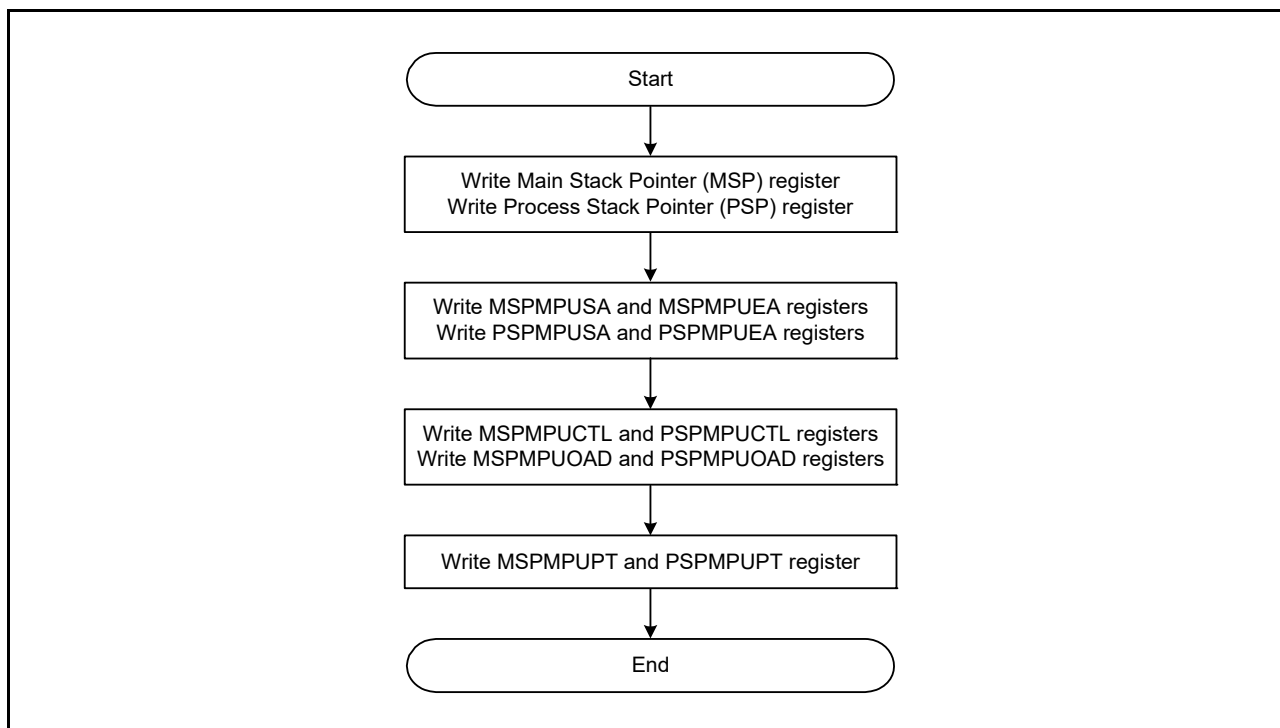 Start
Write Main Stack Pointer (MSP) register
Write Process Stack Pointer (PSP) register
Write MSPMPUSA and MSPMPUEA registers
Write PSPMPUSA and PSPMPUEA registers
Write MSPMPUCTL and PSPMPUCTL registers
Write MSPMPUOAD and PSPMPUOAD registers
Write MSPMPUPT and PSPMPUPT register
End